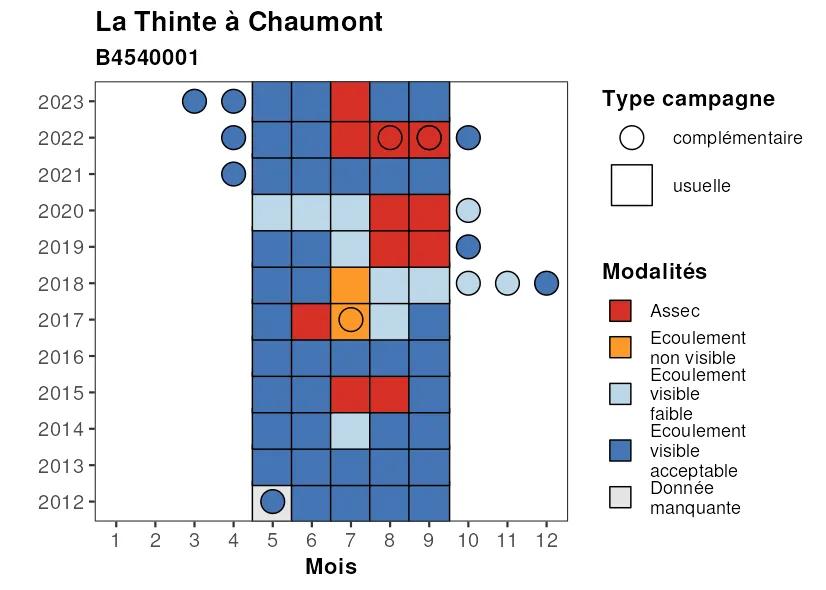 La Thinte à Chaumont
B4540001
2023
2022
2021
2020
2019
2018
2017
2016
2015
2014
2013
2012
1 2 3 4 5 6 7 8 9 10 11 12
Mois
Type campagne
complémentaire
usuelle
Modalités
Assec
Ecoulement
non visible
Ecoulement
visible
faible
Ecoulement
visible
acceptable
Donnée
manquante